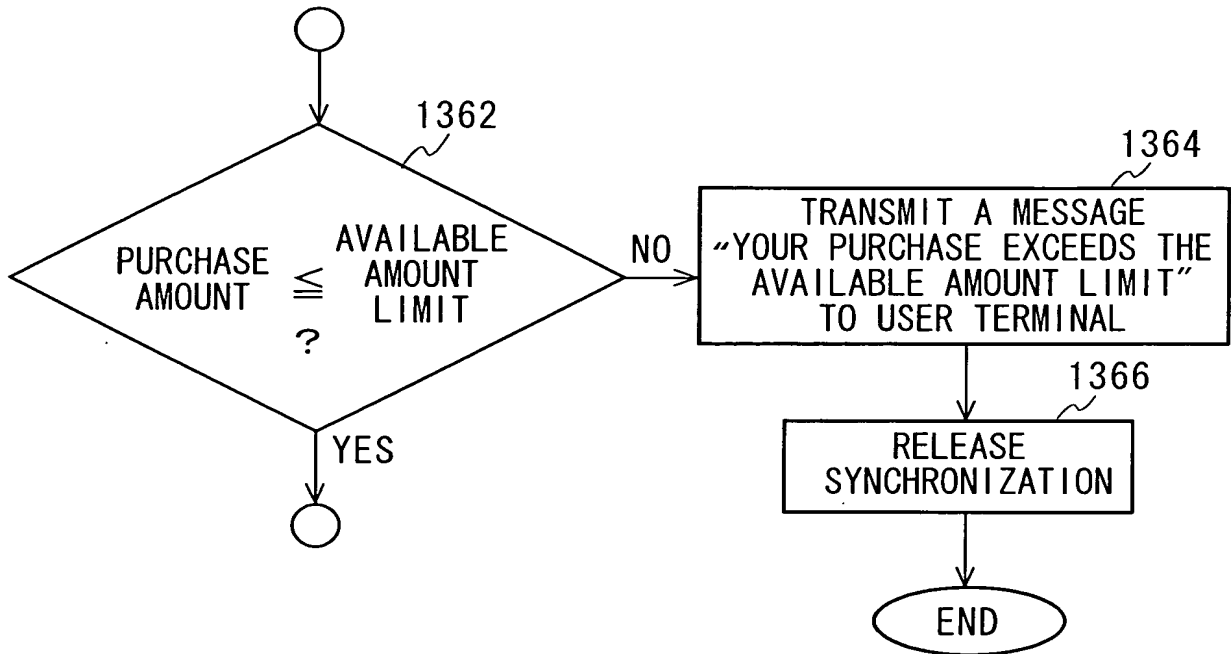 1362
PURCHASE
AMOUNT
≦
AVAILABLE
AMOUNT
LIMIT
?
NO
YES
1364
TRANSMIT A MESSAGE
〃YOUR PURCHASE EXCEEDS THE
AVAILABLE AMOUNT LIMIT〃
TO USER TERMINAL
1366
RELEASE
SYNCHRONIZATION
END